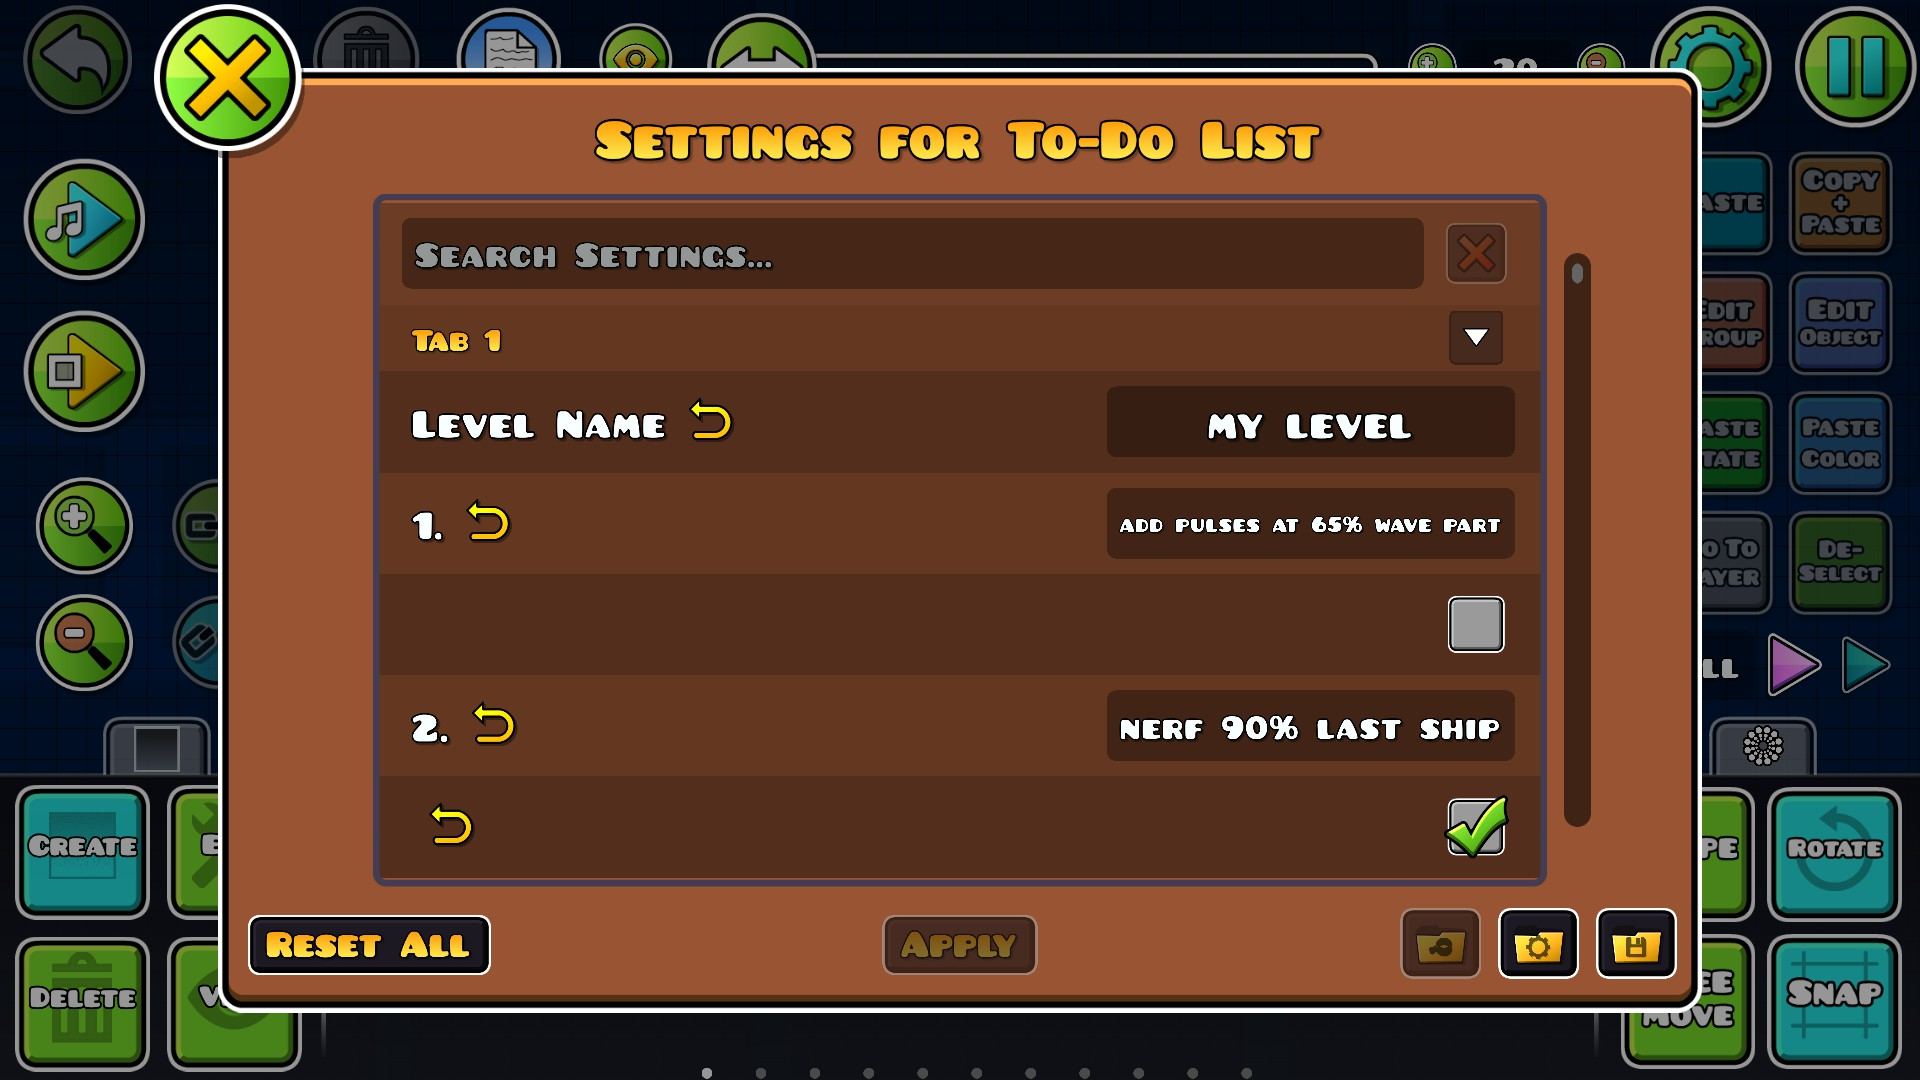 Settings for To-Do List
Search Settings...
Tab 1
Level Name
MY LEVEL
1.
ADD PULSES AT 65% WAVE PART
2.
NERF 90% LAST SHIP
Reset All
Apply
Copy
+
Paste
Edit
Object
Paste
Color
De-
Select
Create
Delete
Rotate
Snap
Move